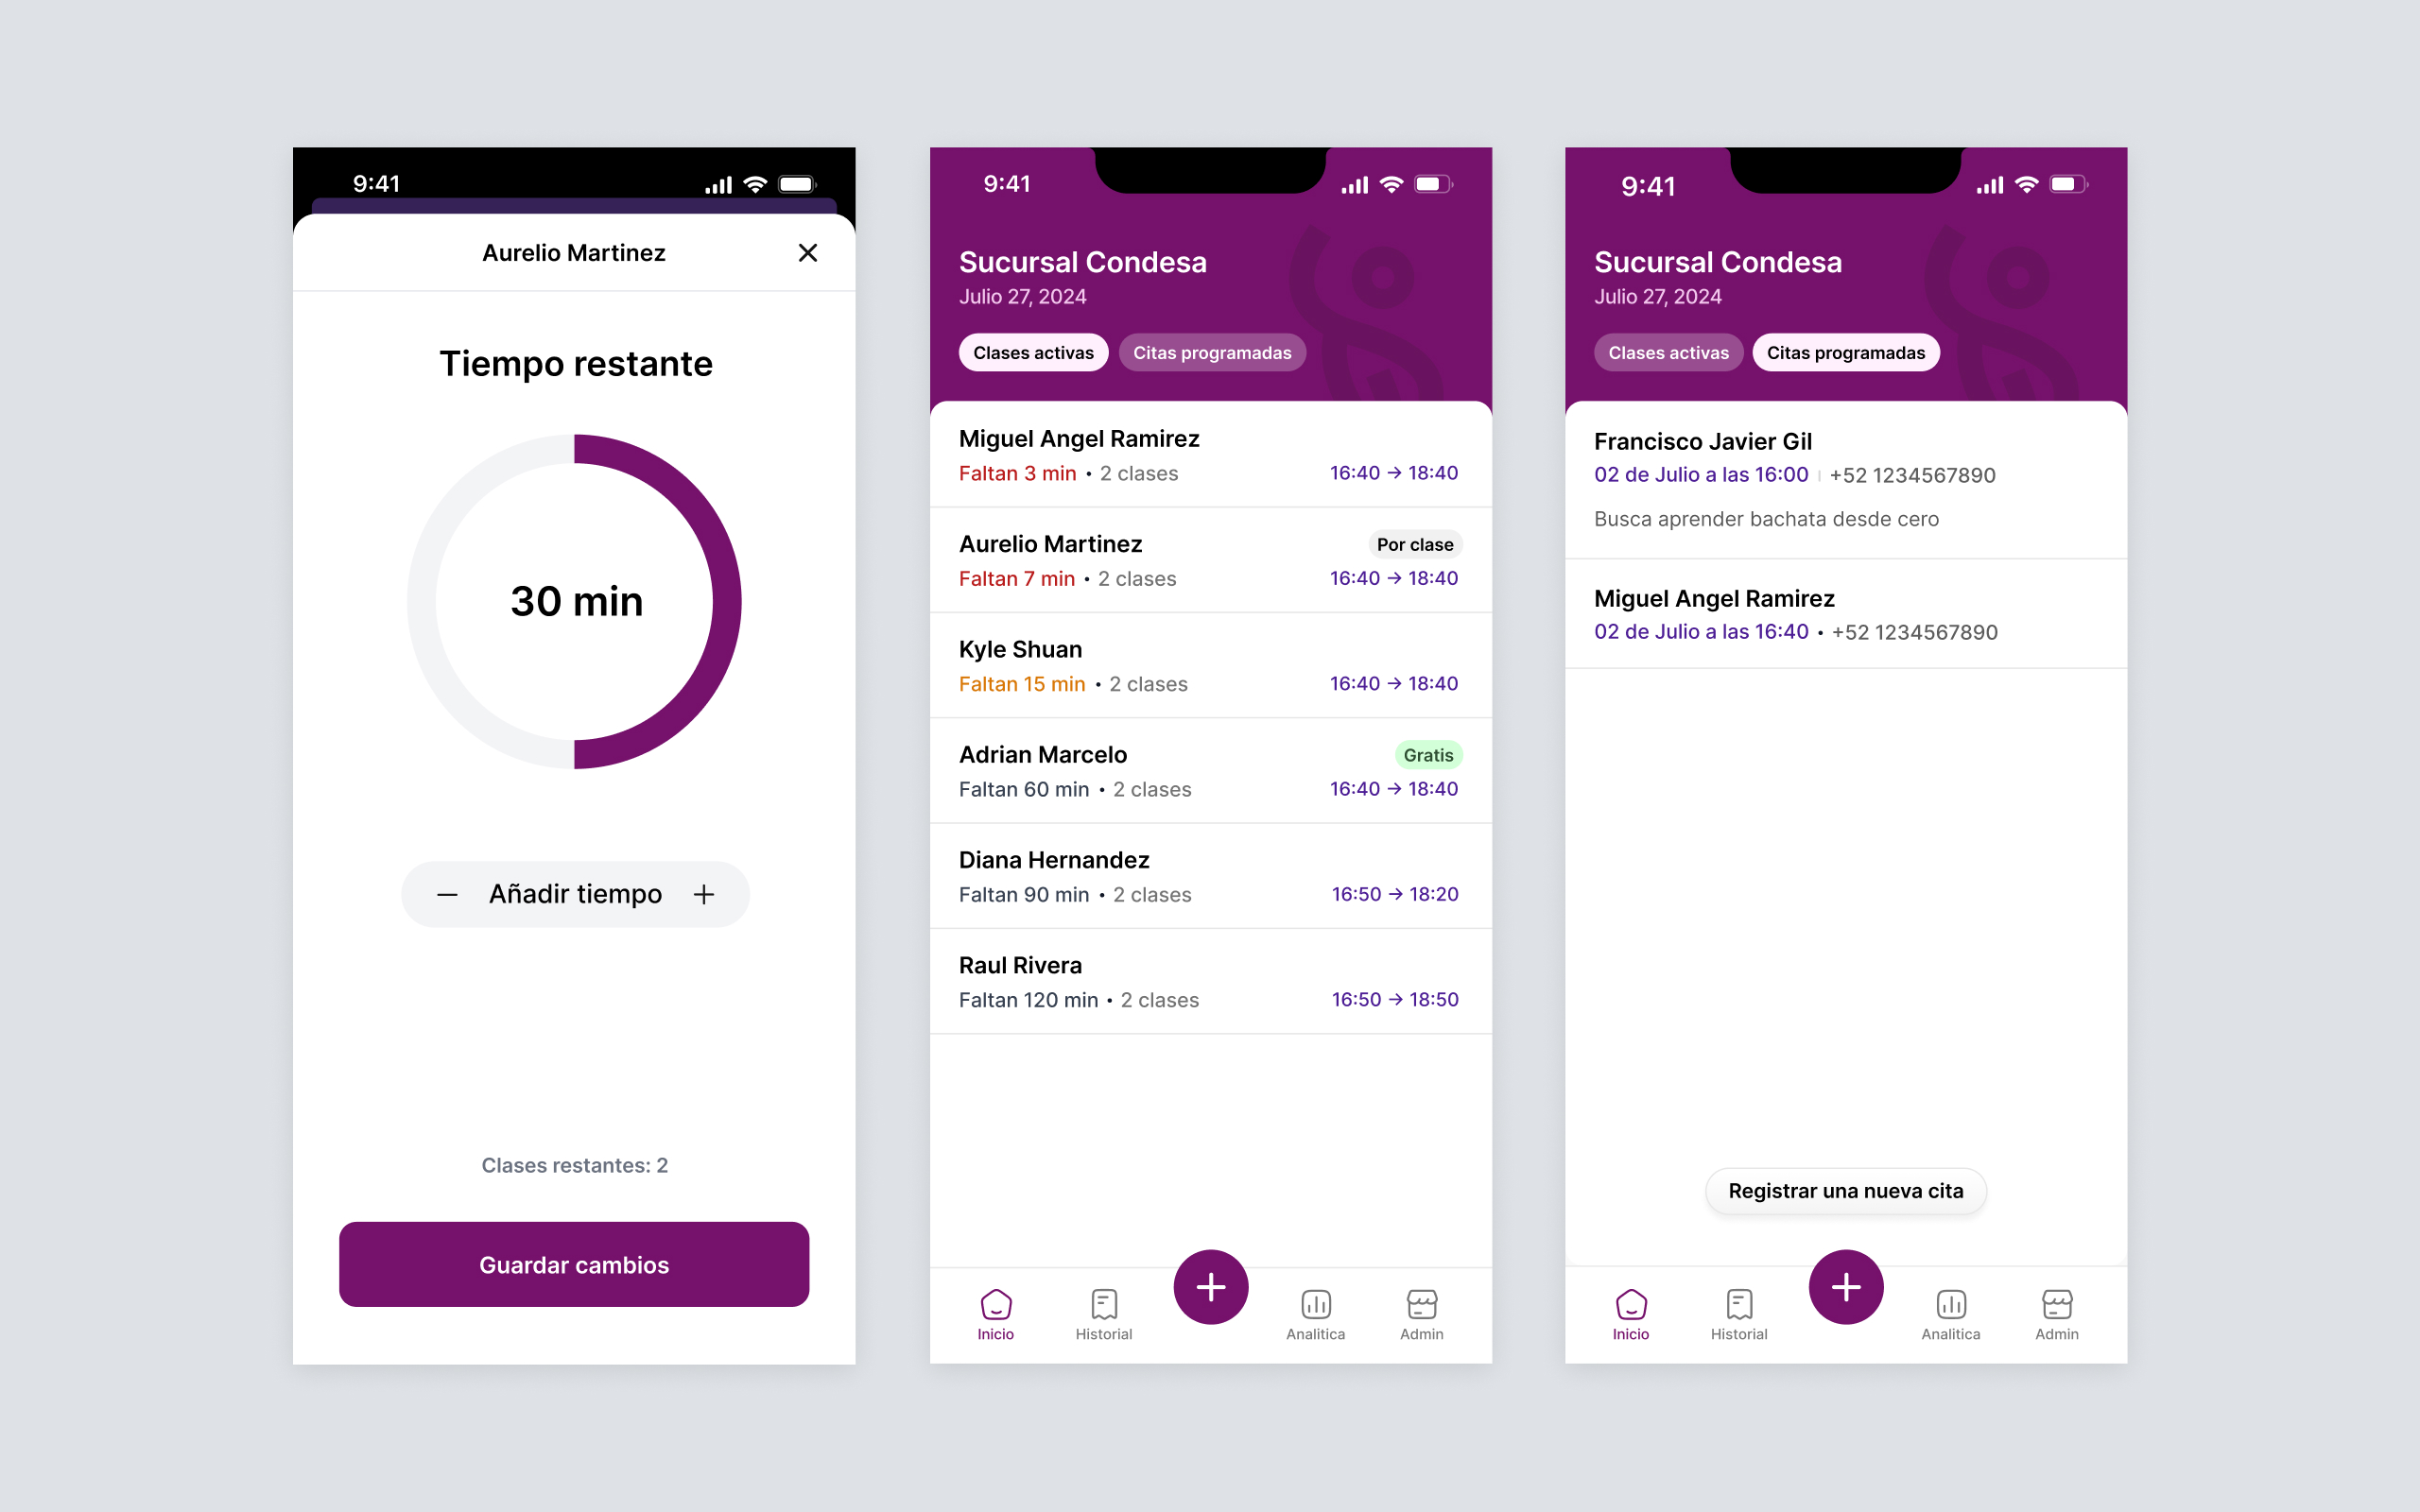 9:41
Aurelio Martinez
Tiempo restante
30 min
Añadir tiempo
Clases restantes: 2
Guardar cambios
9:41
Sucursal Condesa
Julio 27, 2024
Clases activas Citas programadas
Miguel Angel Ramirez
Faltan 3 min • 2 clases 16:40 → 18:40
Aurelio Martinez Por clase
Faltan 7 min • 2 clases 16:40 → 18:40
Kyle Shuan
Faltan 15 min • 2 clases 16:40 → 18:40
Adrian Marcelo Gratis
Faltan 60 min • 2 clases 16:40 → 18:40
Diana Hernandez
Faltan 90 min • 2 clases 16:50 → 18:20
Raul Rivera
Faltan 120 min • 2 clases 16:50 → 18:50
Inicio Historial Analitica Admin
9:41
Sucursal Condesa
Julio 27, 2024
Clases activas Citas programadas
Francisco Javier Gil
02 de Julio a las 16:00 | +52 1234567890
Busca aprender bachata desde cero
Miguel Angel Ramirez
02 de Julio a las 16:40 • +52 1234567890
Registrar una nueva cita
Inicio Historial Analitica Admin